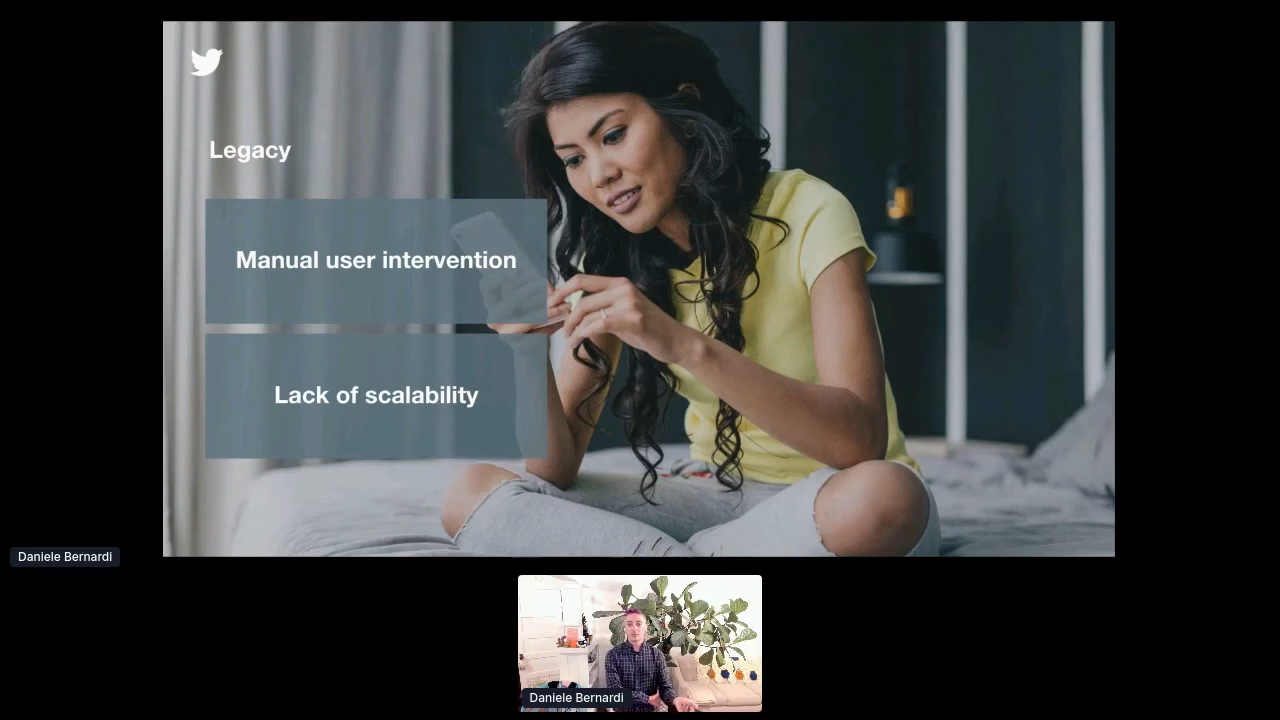 Legacy
Manual user intervention
Lack of scalability
Daniele Bernardi
Daniele Bernardi